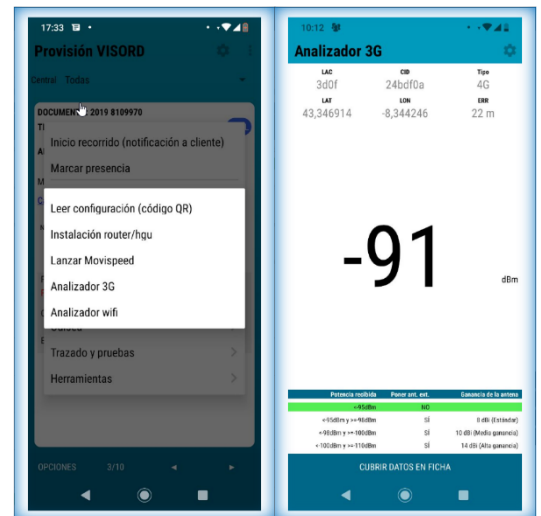 17:33
Provisión VISORD
Central Todas
DOCUMENTO 2019 8109970
Inicio recorrido (notificación a cliente)
Marcar presencia
Leer configuración (código QR)
Instalación router/hgu
Lanzar Movispeed
Analizador 3G
Analizador wifi
Trazado y pruebas
Herramientas
OPCIONES 3/10
10:12
Analizador 3G
LAC CID Tipo
3d0f 24bdf0a 4G
LAT LON ERR
43,346914 -8,344246 22 m
-91 dBm
Potencia recibida Poner ant. ext. Ganancia de la antena
>-95dBm NO
<-95dBm y >=-98dBm SÍ 8 dBi (Estándar)
<-98dBm y >=-100dBm SÍ 10 dBi (Media ganancia)
<-100dBm y >=-110dBm SÍ 14 dBi (Alta ganancia)
CUBRIR DATOS EN FICHA